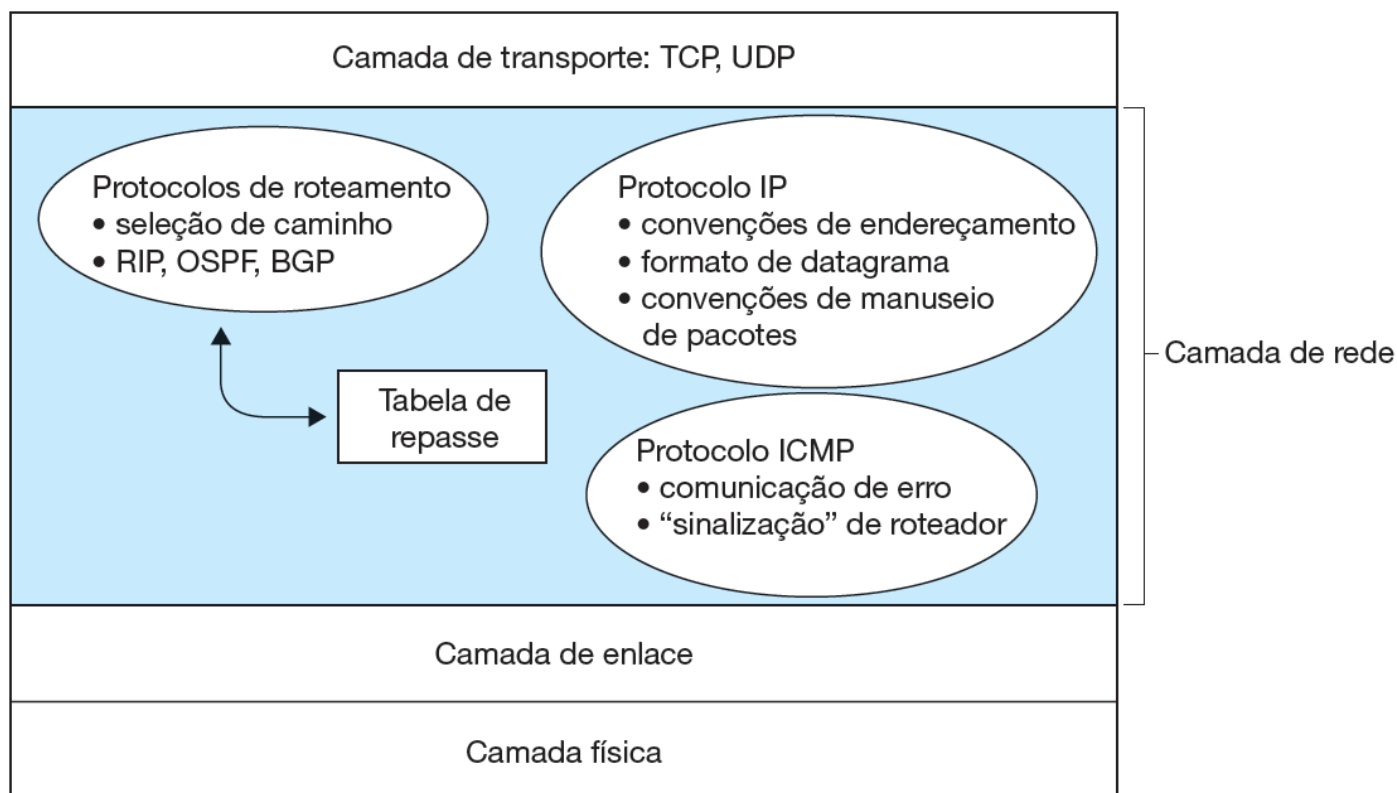 Camada de transporte: TCP, UDP
Protocolos de roteamento
• seleção de caminho
• RIP, OSPF, BGP
Protocolo IP
• convenções de endereçamento
• formato de datagrama
• convenções de manuseio
de pacotes
Camada de rede
Tabela de
repasse
Protocolo ICMP
• comunicação de erro
• “sinalização” de roteador
Camada de enlace
Camada física